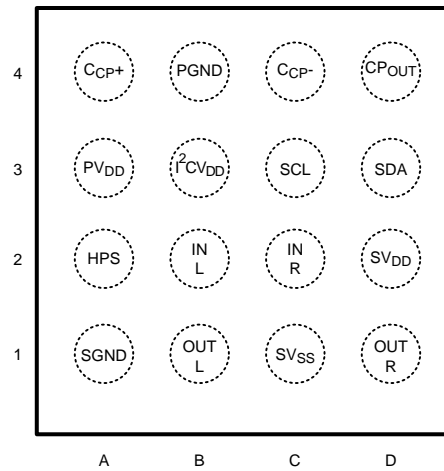 4 CCP+ PGND CCP- CPOUT
3 PVDD I2CVDD SCL SDA
2 HPS IN L IN R SVDD
1 SGND OUT L SVSS OUT R
A B C D